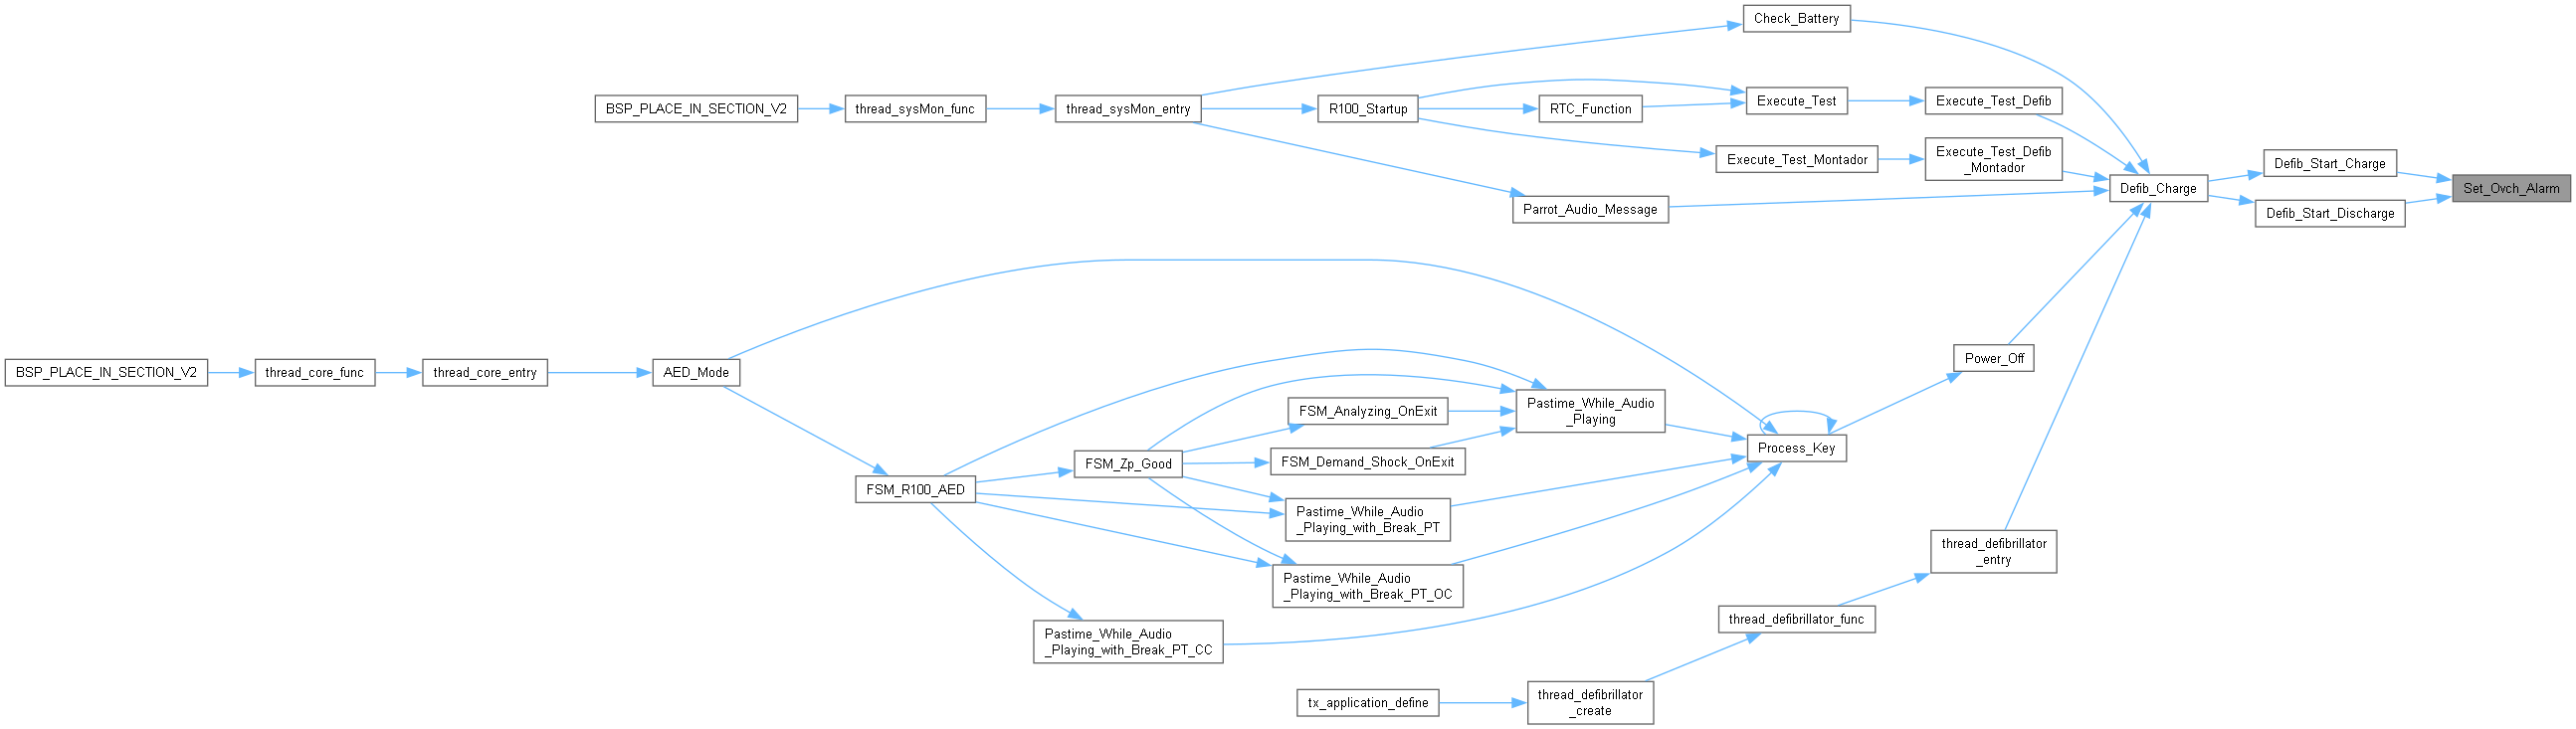 Check_Battery
BSP_PLACE_IN_SECTION_V2
thread_sysMon_func
thread_sysMon_entry
R100_Startup
RTC_Function
Execute_Test
Execute_Test_Defib
Execute_Test_Montador
Execute_Test_Defib
_Montador
Parrot_Audio_Message
Defib_Charge
Defib_Start_Charge
Defib_Start_Discharge
Set_Ovch_Alarm
BSP_PLACE_IN_SECTION_V2
thread_core_func
thread_core_entry
AED_Mode
Power_Off
FSM_R100_AED
FSM_Zp_Good
FSM_Analyzing_OnExit
FSM_Demand_Shock_OnExit
Pastime_While_Audio
_Playing
Process_Key
Pastime_While_Audio
_Playing_with_Break_PT
Pastime_While_Audio
_Playing_with_Break_PT_OC
Pastime_While_Audio
_Playing_with_Break_PT_CC
thread_defibrillator
_entry
thread_defibrillator_func
thread_defibrillator
_create
tx_application_define